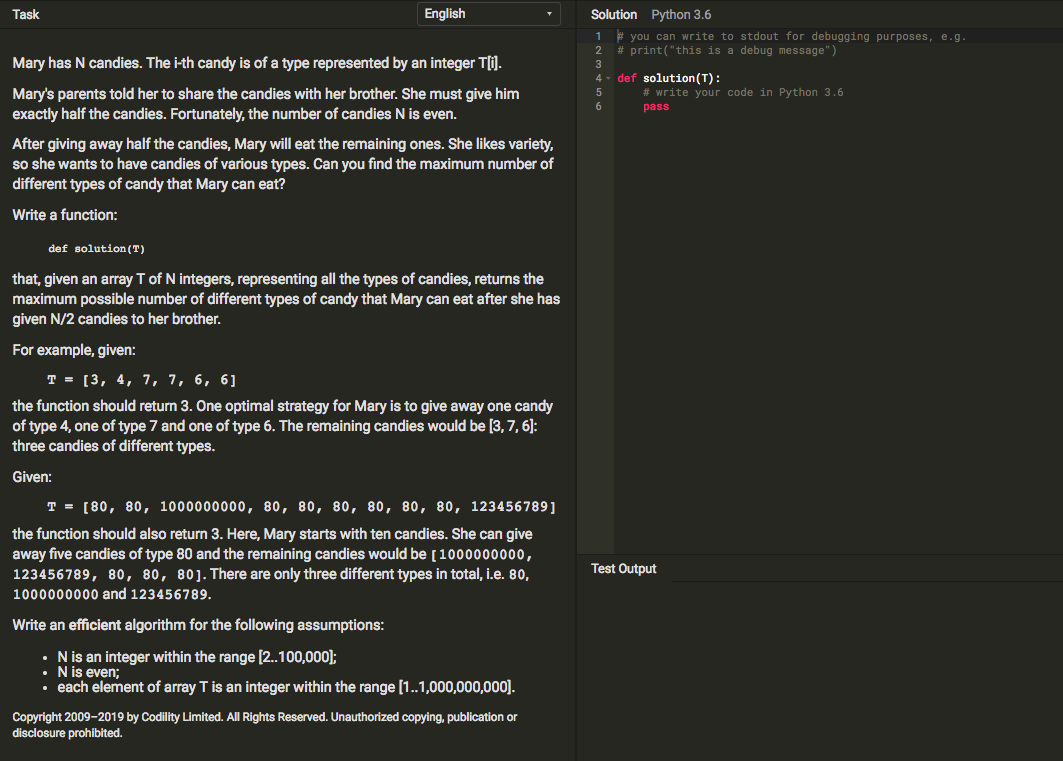 Task
English
Mary has N candies. The i-th candy is of a type represented by an integer T[i].
Mary's parents told her to share the candies with her brother. She must give him
exactly half the candies. Fortunately, the number of candies N is even.
After giving away half the candies, Mary will eat the remaining ones. She likes variety,
so she wants to have candies of various types. Can you find the maximum number of
different types of candy that Mary can eat?
Write a function:
def solution(T)
that, given an array T of N integers, representing all the types of candies, returns the
maximum possible number of different types of candy that Mary can eat after she has
given N/2 candies to her brother.
For example, given:
T = [3, 4, 7, 7, 6, 6]
the function should return 3. One optimal strategy for Mary is to give away one candy
of type 4, one of type 7 and one of type 6. The remaining candies would be [3, 7, 6]:
three candies of different types.
Given:
T = [80, 80, 1000000000, 80, 80, 80, 80, 80, 80, 123456789]
the function should also return 3. Here, Mary starts with ten candies. She can give
away five candies of type 80 and the remaining candies would be [1000000000,
123456789, 80, 80, 80]. There are only three different types in total, i.e. 80,
1000000000 and 123456789.
Write an efficient algorithm for the following assumptions:
• N is an integer within the range [2..100,000];
• N is even;
• each element of array T is an integer within the range [1..1,000,000,000].
Copyright 2009–2019 by Codility Limited. All Rights Reserved. Unauthorized copying, publication or
disclosure prohibited.
Solution Python 3.6
1 # you can write to stdout for debugging purposes, e.g.
2 # print("this is a debug message")
3
4 def solution(T):
5 # write your code in Python 3.6
6 pass
Test Output